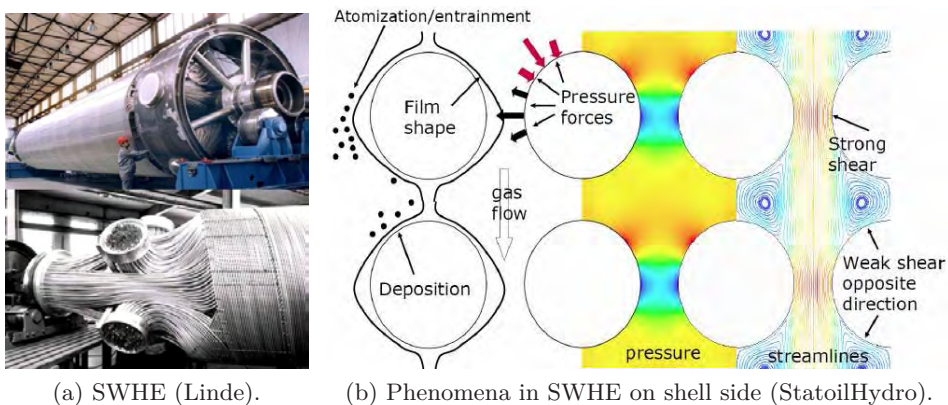 Atomization/entrainment
Film
shape
Pressure
forces
Strong
shear
gas
flow
Deposition
Weak shear
opposite
direction
pressure
streamlines
(a) SWHE (Linde).
(b) Phenomena in SWHE on shell side (StatoilHydro).